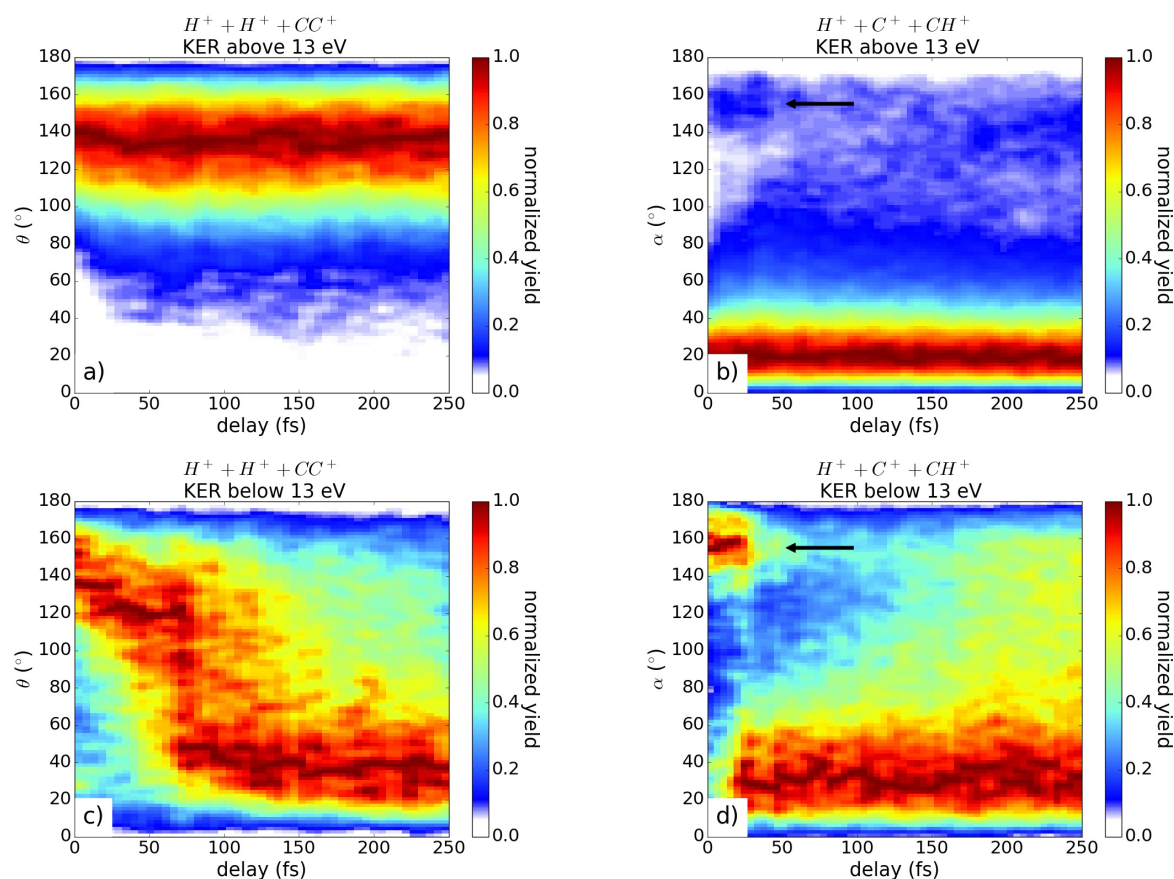 H⁺ + H⁺ + CC⁺
KER above 13 eV
180
160
140
120
100
80
60
40
20
0
θ (°)
a)
0 50 100 150 200 250
delay (fs)
1.0
0.8
0.6
0.4
0.2
0.0
normalized yield
H⁺ + C⁺ + CH⁺
KER above 13 eV
180
160
140
120
100
80
60
40
20
0
α (°)
b)
0 50 100 150 200 250
delay (fs)
1.0
0.8
0.6
0.4
0.2
0.0
normalized yield
H⁺ + H⁺ + CC⁺
KER below 13 eV
180
160
140
120
100
80
60
40
20
0
θ (°)
c)
0 50 100 150 200 250
delay (fs)
1.0
0.8
0.6
0.4
0.2
0.0
normalized yield
H⁺ + C⁺ + CH⁺
KER below 13 eV
180
160
140
120
100
80
60
40
20
0
α (°)
d)
0 50 100 150 200 250
delay (fs)
1.0
0.8
0.6
0.4
0.2
0.0
normalized yield